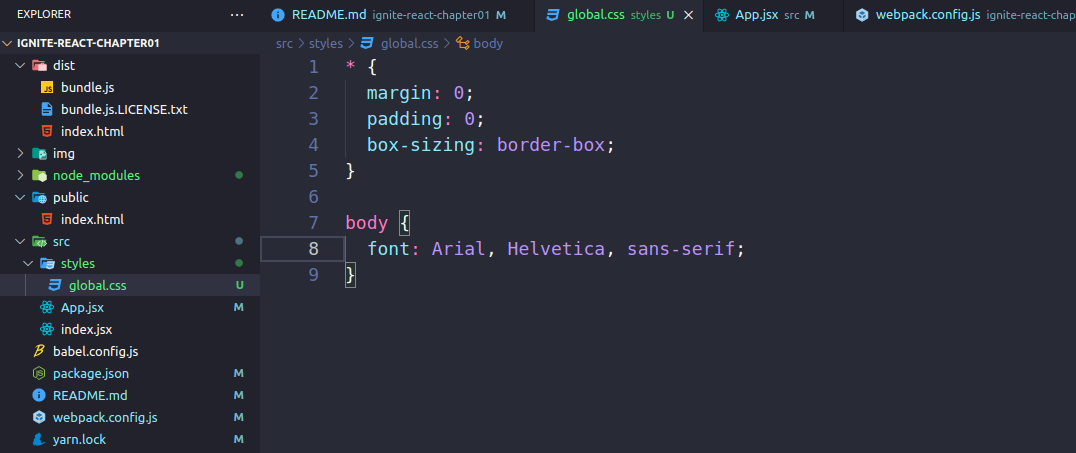 EXPLORER ···
IGNITE-REACT-CHAPTER01
dist
JS bundle.js
bundle.js.LICENSE.txt
index.html
img
node_modules
public
index.html
src
styles
global.css U
App.jsx M
index.jsx
babel.config.js
package.json M
README.md M
webpack.config.js M
yarn.lock M
README.md ignite-react-chapter01 M global.css styles U App.jsx src M webpack.config.js ignite-react-chap
src > styles > global.css > body
1 * {
2 margin: 0;
3 padding: 0;
4 box-sizing: border-box;
5 }
6
7 body {
8 font: Arial, Helvetica, sans-serif;
9 }